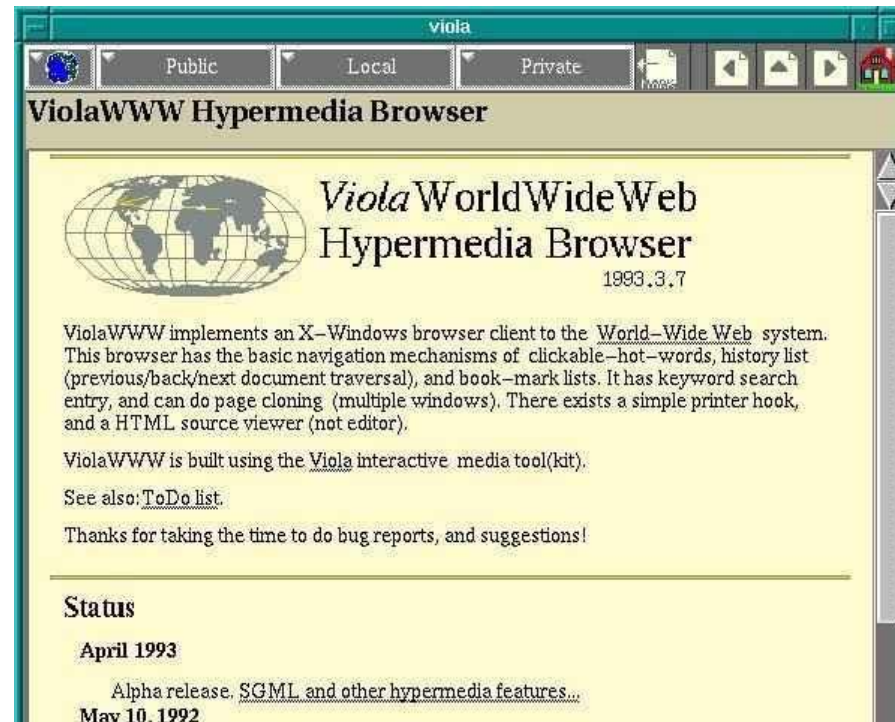 viola
Public Local Private
MARK
ViolaWWW Hypermedia Browser
Viola WorldWideWeb
Hypermedia Browser
1993.3.7
ViolaWWW implements an X-Windows browser client to the World-Wide Web system.
This browser has the basic navigation mechanisms of clickable-hot-words, history list
(previous/back/next document traversal), and book-mark lists. It has keyword search
entry, and can do page cloning (multiple windows). There exists a simple printer hook,
and a HTML source viewer (not editor).
ViolaWWW is built using the Viola interactive media tool(kit).
See also: ToDo list.
Thanks for taking the time to do bug reports, and suggestions!
Status
April 1993
Alpha release. SGML and other hypermedia features...
May 10, 1992